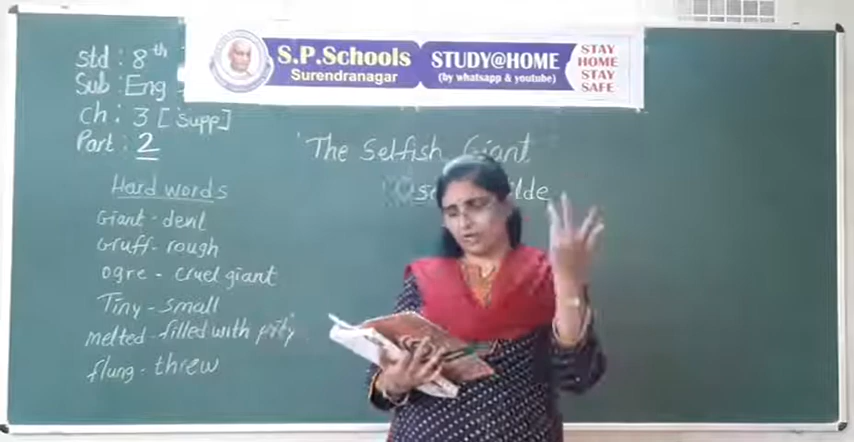 S.P.Schools
Surendranagar
STUDY@HOME
(by whatsapp & youtube)
STAY
HOME
STAY
SAFE
Std : 8th
Sub : Eng
Ch : 3 [Supp]
Part : 2
The Selfish Giant
Hard words
Giant - devil
Gruff - rough
Ogre - cruel giant
Tiny - small
melted - filled with pity
flung - threw